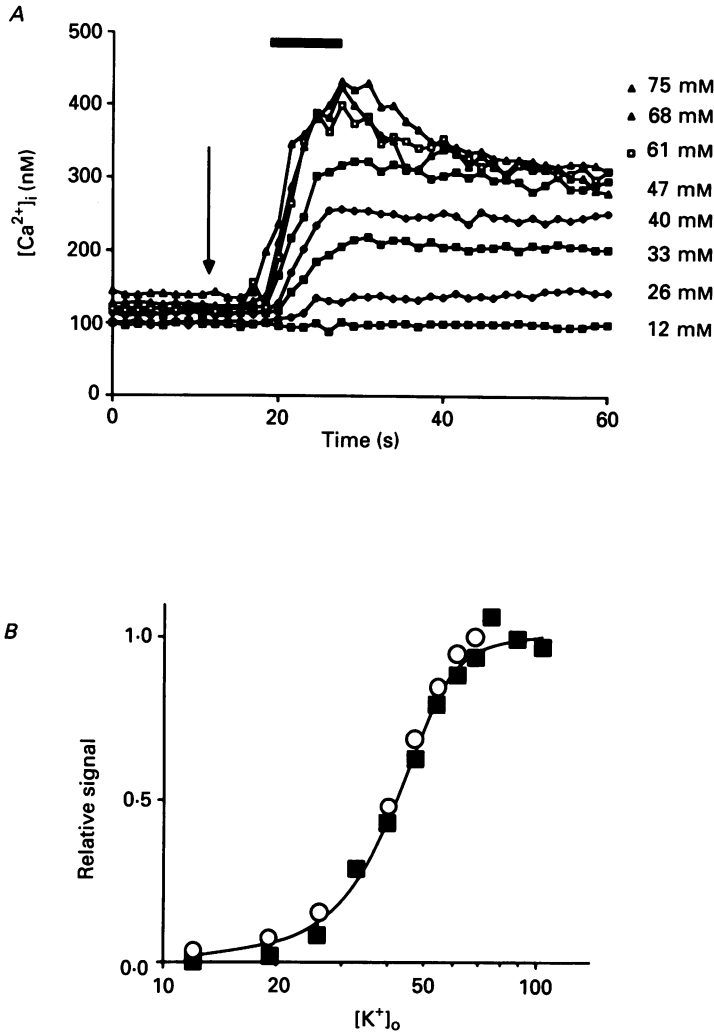 A
500
400
300
200
100
0
[Ca²⁺]ᵢ (nM)
0
20
40
60
Time (s)
75 mM
68 mM
61 mM
47 mM
40 mM
33 mM
26 mM
12 mM
B
1·0
0·5
0·0
Relative signal
10
20
50
100
[K⁺]ₒ